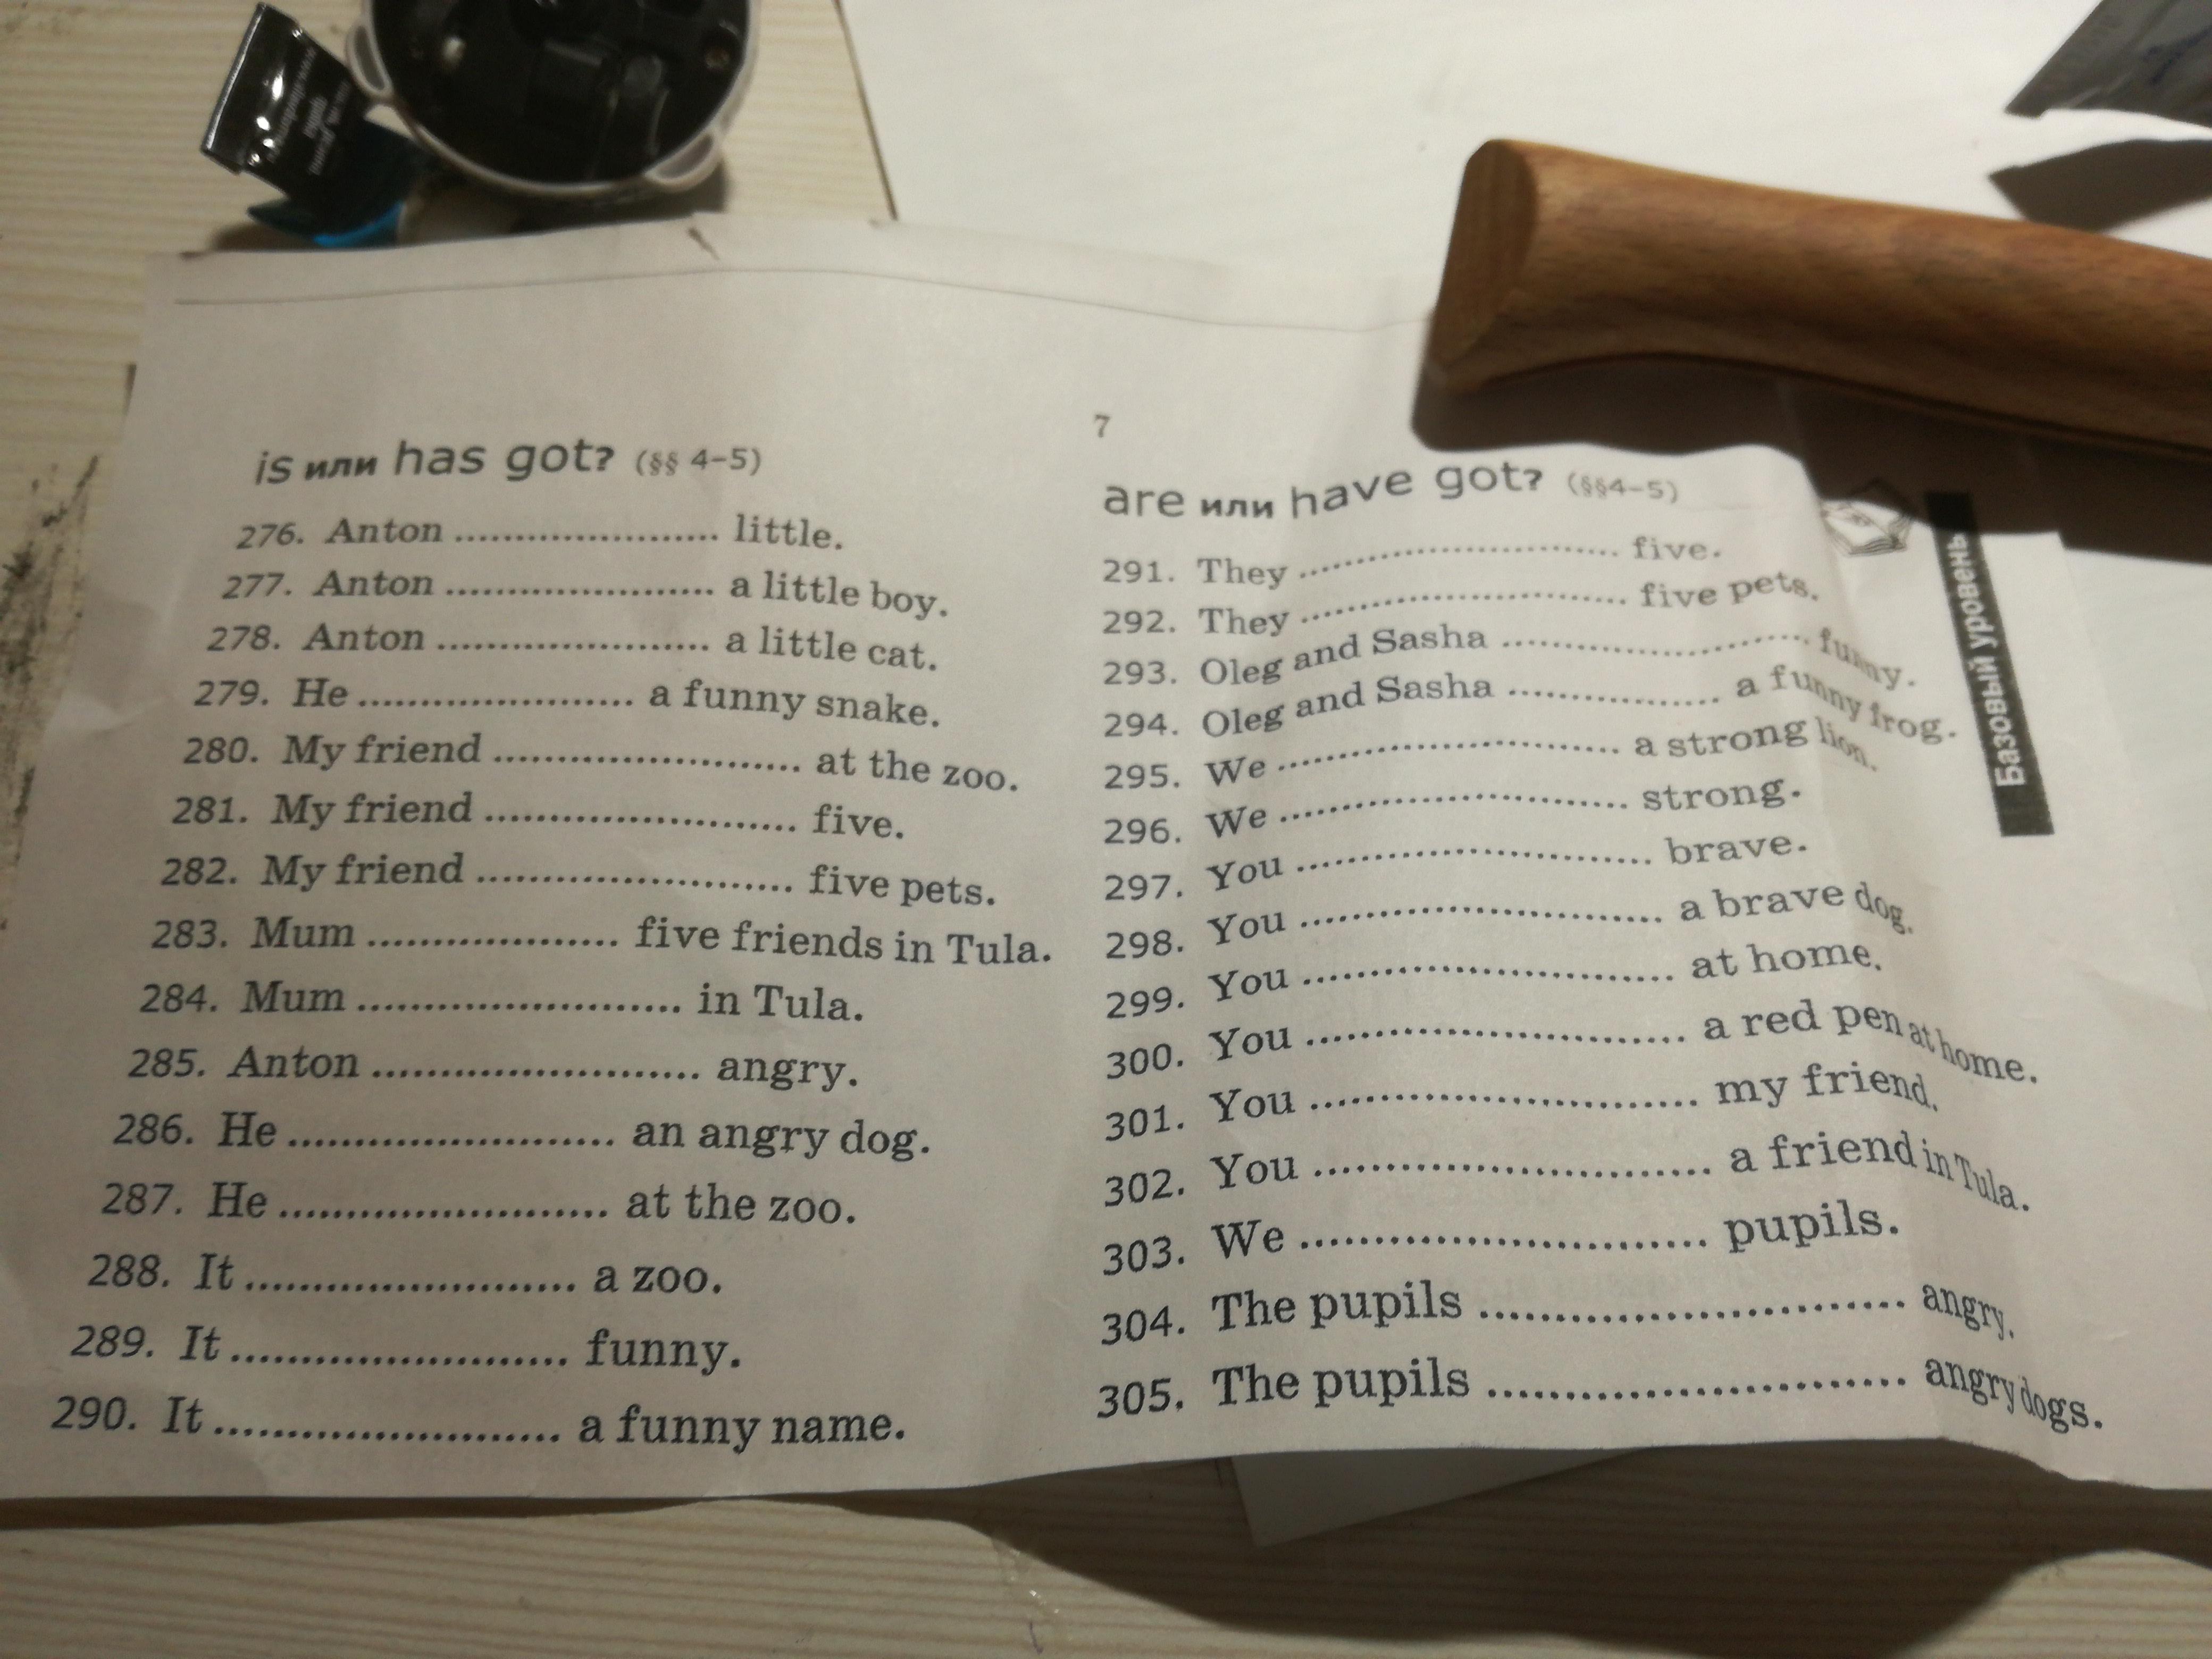 7
is или has got? (§§ 4–5)
276. Anton ........................ little.
277. Anton ........................ a little boy.
278. Anton ........................ a little cat.
279. He ........................ a funny snake.
280. My friend ........................ at the zoo.
281. My friend ........................ five.
282. My friend ........................ five pets.
283. Mum ........................ five friends in Tula.
284. Mum ........................ in Tula.
285. Anton ........................ angry.
286. He ........................ an angry dog.
287. He ........................ at the zoo.
288. It ........................ a zoo.
289. It ........................ funny.
290. It ........................ a funny name.
are или have got? (§§4–5)
291. They ........................ five.
292. They ........................ five pets.
293. Oleg and Sasha ........................ funny.
294. Oleg and Sasha ........................ a funny frog.
295. We ........................ a strong lion.
296. We ........................ strong.
297. You ........................ brave.
298. You ........................ a brave dog.
299. You ........................ at home.
300. You ........................ a red pen at home.
301. You ........................ my friend.
302. You ........................ a friend in Tula.
303. We ........................ pupils.
304. The pupils ........................ angry.
305. The pupils ........................ angry dogs.
Базовый уровень